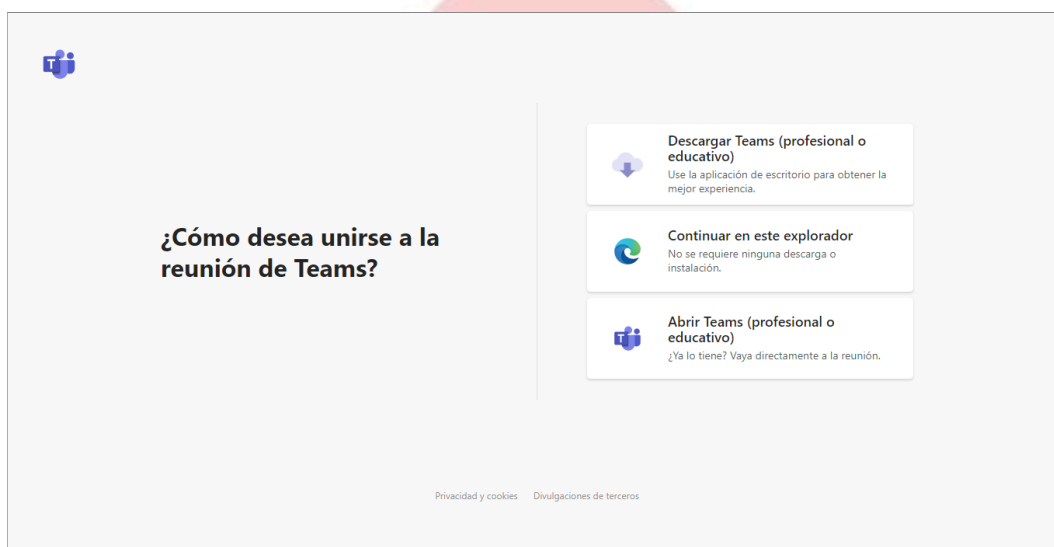 ¿Cómo desea unirse a la
reunión de Teams?
Descargar Teams (profesional o
educativo)
Use la aplicación de escritorio para obtener la
mejor experiencia.
Continuar en este explorador
No se requiere ninguna descarga o
instalación.
Abrir Teams (profesional o
educativo)
¿Ya lo tiene? Vaya directamente a la reunión.
Privacidad y cookies Divulgaciones de terceros